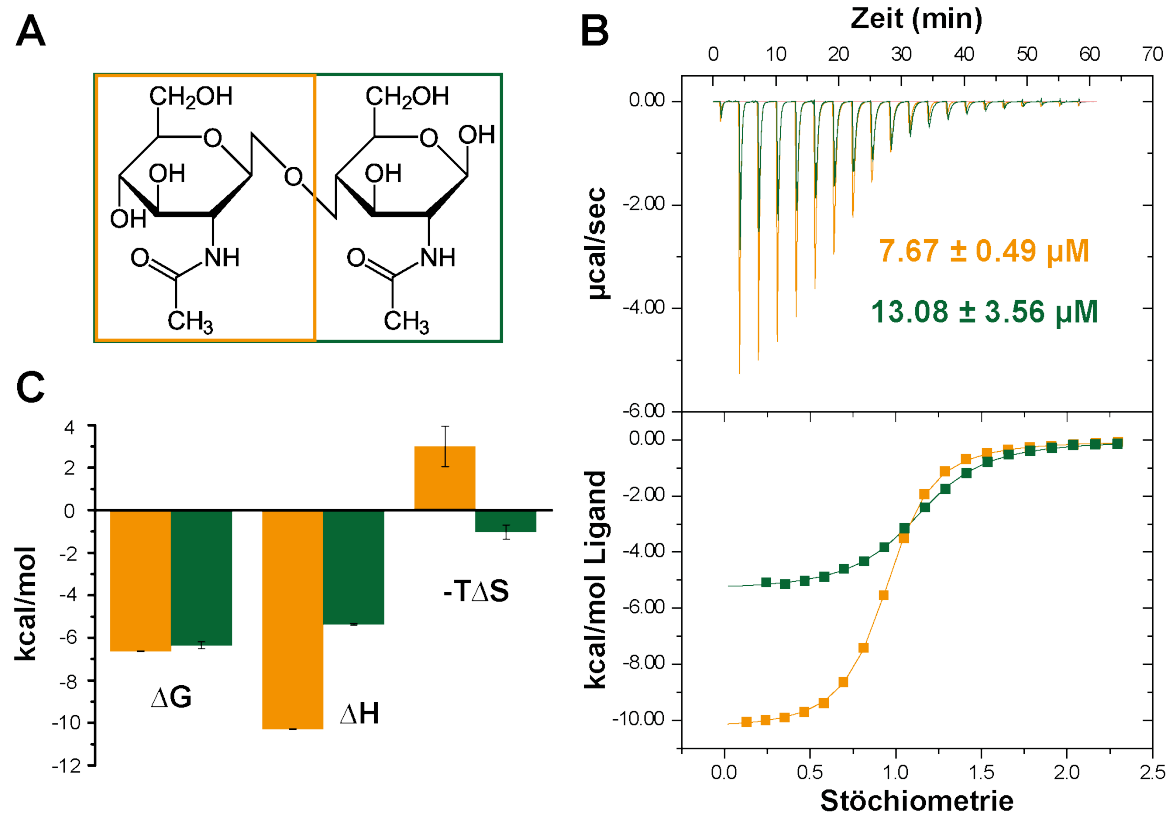 A
CH2OH
CH2OH
O
O
OH
OH
OH
O
OH
NH
NH
O
O
CH3
CH3
B
Zeit (min)
0 10 20 30 40 50 60 70
0.00
-2.00
-4.00
-6.00
µcal/sec
7.67 ± 0.49 µM
13.08 ± 3.56 µM
0.00
-2.00
-4.00
-6.00
-8.00
-10.00
kcal/mol Ligand
0.0 0.5 1.0 1.5 2.0 2.5
Stöchiometrie
C
4
2
0
-2
-4
-6
-8
-10
-12
kcal/mol
ΔG
ΔH
-TΔS